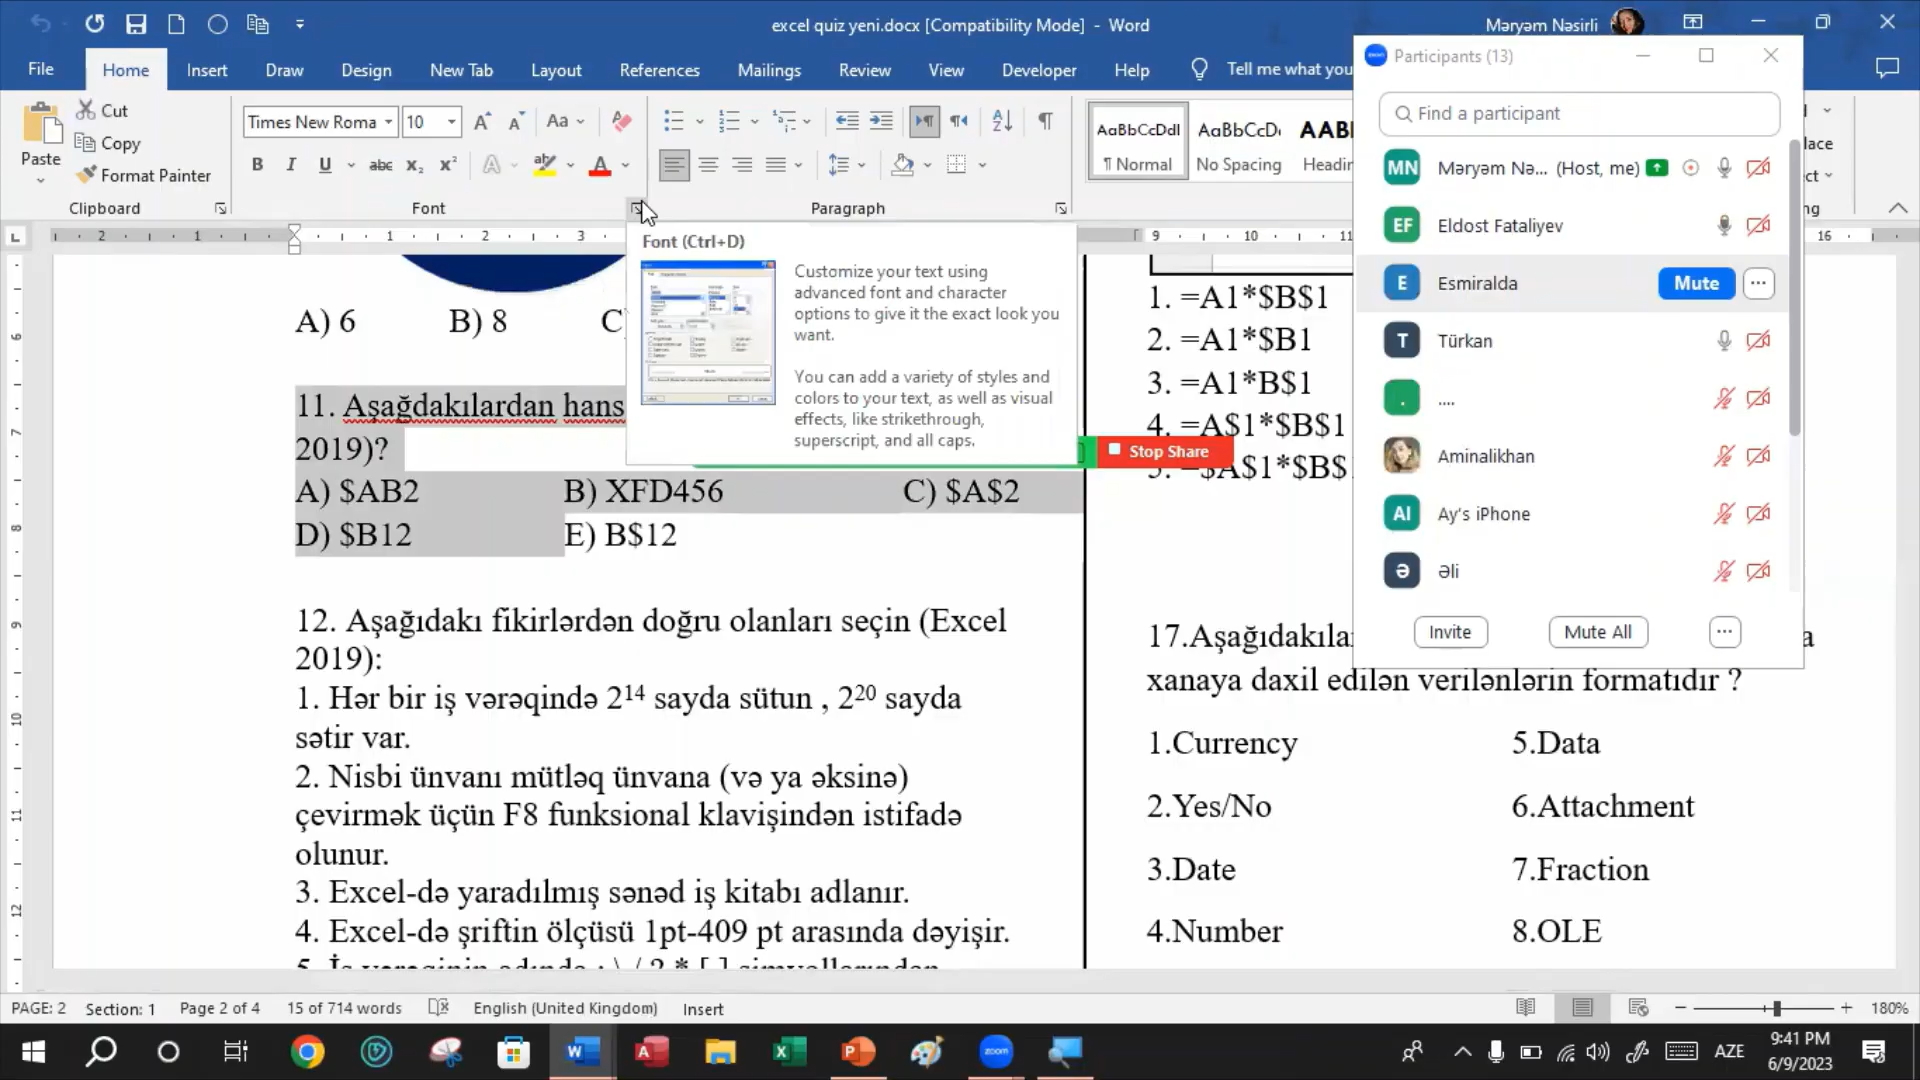 excel quiz yeni.docx [Compatibility Mode] - Word
Məryəm Nəsirli
File
Home
Insert
Draw
Design
New Tab
Layout
References
Mailings
Review
View
Developer
Help
Tell me what you
Paste
Cut
Copy
Format Painter
Clipboard
Times New Roma
10
Font
Paragraph
AaBbCcDdI
¶ Normal
AaBbCcDc
No Spacing
AABB
Headin
Font (Ctrl+D)
Customize your text using
advanced font and character
options to give it the exact look you
want.
You can add a variety of styles and
colors to your text, as well as visual
effects, like strikethrough,
superscript, and all caps.
A) 6 B) 8 C
11. Aşağdakılardan hans
2019)?
A) $AB2 B) XFD456 C) $A$2
D) $B12 E) B$12
12. Aşağıdakı fikirlərdən doğru olanları seçin (Excel
2019):
1. Hər bir iş vərəqində 2¹⁴ sayda sütun , 2²⁰ sayda
sətir var.
2. Nisbi ünvanı mütləq ünvana (və ya əksinə)
çevirmək üçün F8 funksional klavişindən istifadə
olunur.
3. Excel-də yaradılmış sənəd iş kitabı adlanır.
4. Excel-də şriftin ölçüsü 1pt-409 pt arasında dəyişir.
1. =A1*$B$1
2. =A1*$B1
3. =A1*B$1
4. =A$1*$B$1
5. =$A$1*$B$
Stop Share
17.Aşağıdakıla
xanaya daxil edilən verilənlərin formatıdır ?
1.Currency 5.Data
2.Yes/No 6.Attachment
3.Date 7.Fraction
4.Number 8.OLE
zoom
Participants (13)
Find a participant
MN Məryəm Nə... (Host, me)
EF Eldost Fataliyev
E Esmiralda Mute
T Türkan
. ....
Aminalikhan
AI Ay's iPhone
Ə Əli
Invite Mute All
PAGE: 2 Section: 1 Page 2 of 4 15 of 714 words English (United Kingdom) Insert
180%
zoom
AZE
9:41 PM
6/9/2023